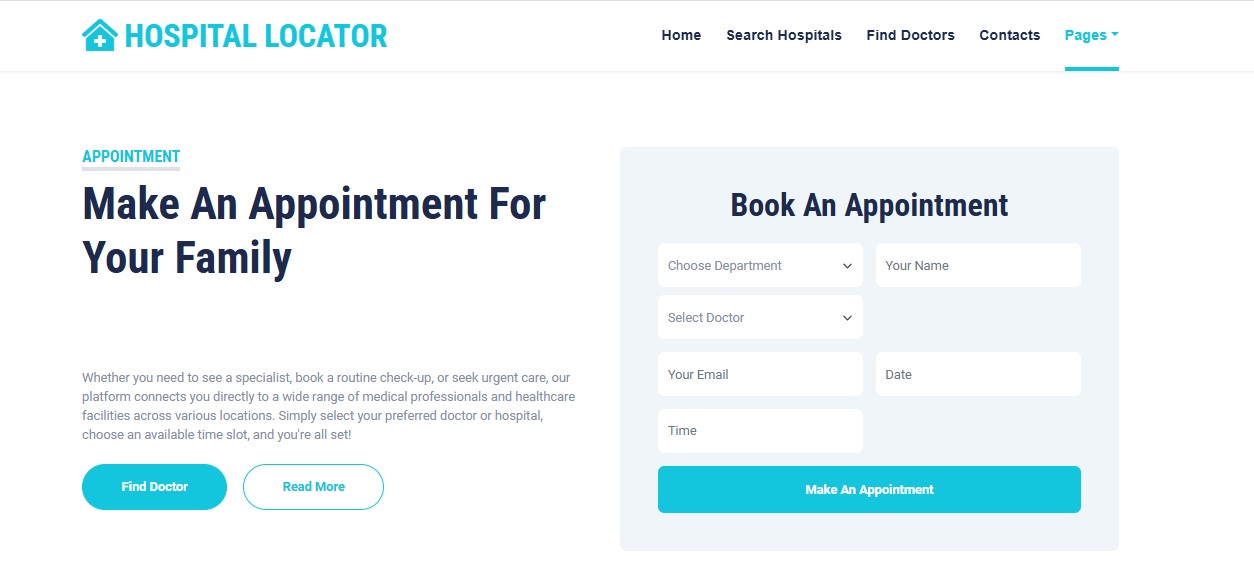 HOSPITAL LOCATOR
Home Search Hospitals Find Doctors Contacts Pages
APPOINTMENT
Make An Appointment For
Your Family
Whether you need to see a specialist, book a routine check-up, or seek urgent care, our
platform connects you directly to a wide range of medical professionals and healthcare
facilities across various locations. Simply select your preferred doctor or hospital,
choose an available time slot, and you're all set!
Find Doctor Read More
Book An Appointment
Choose Department Your Name
Select Doctor
Your Email Date
Time
Make An Appointment